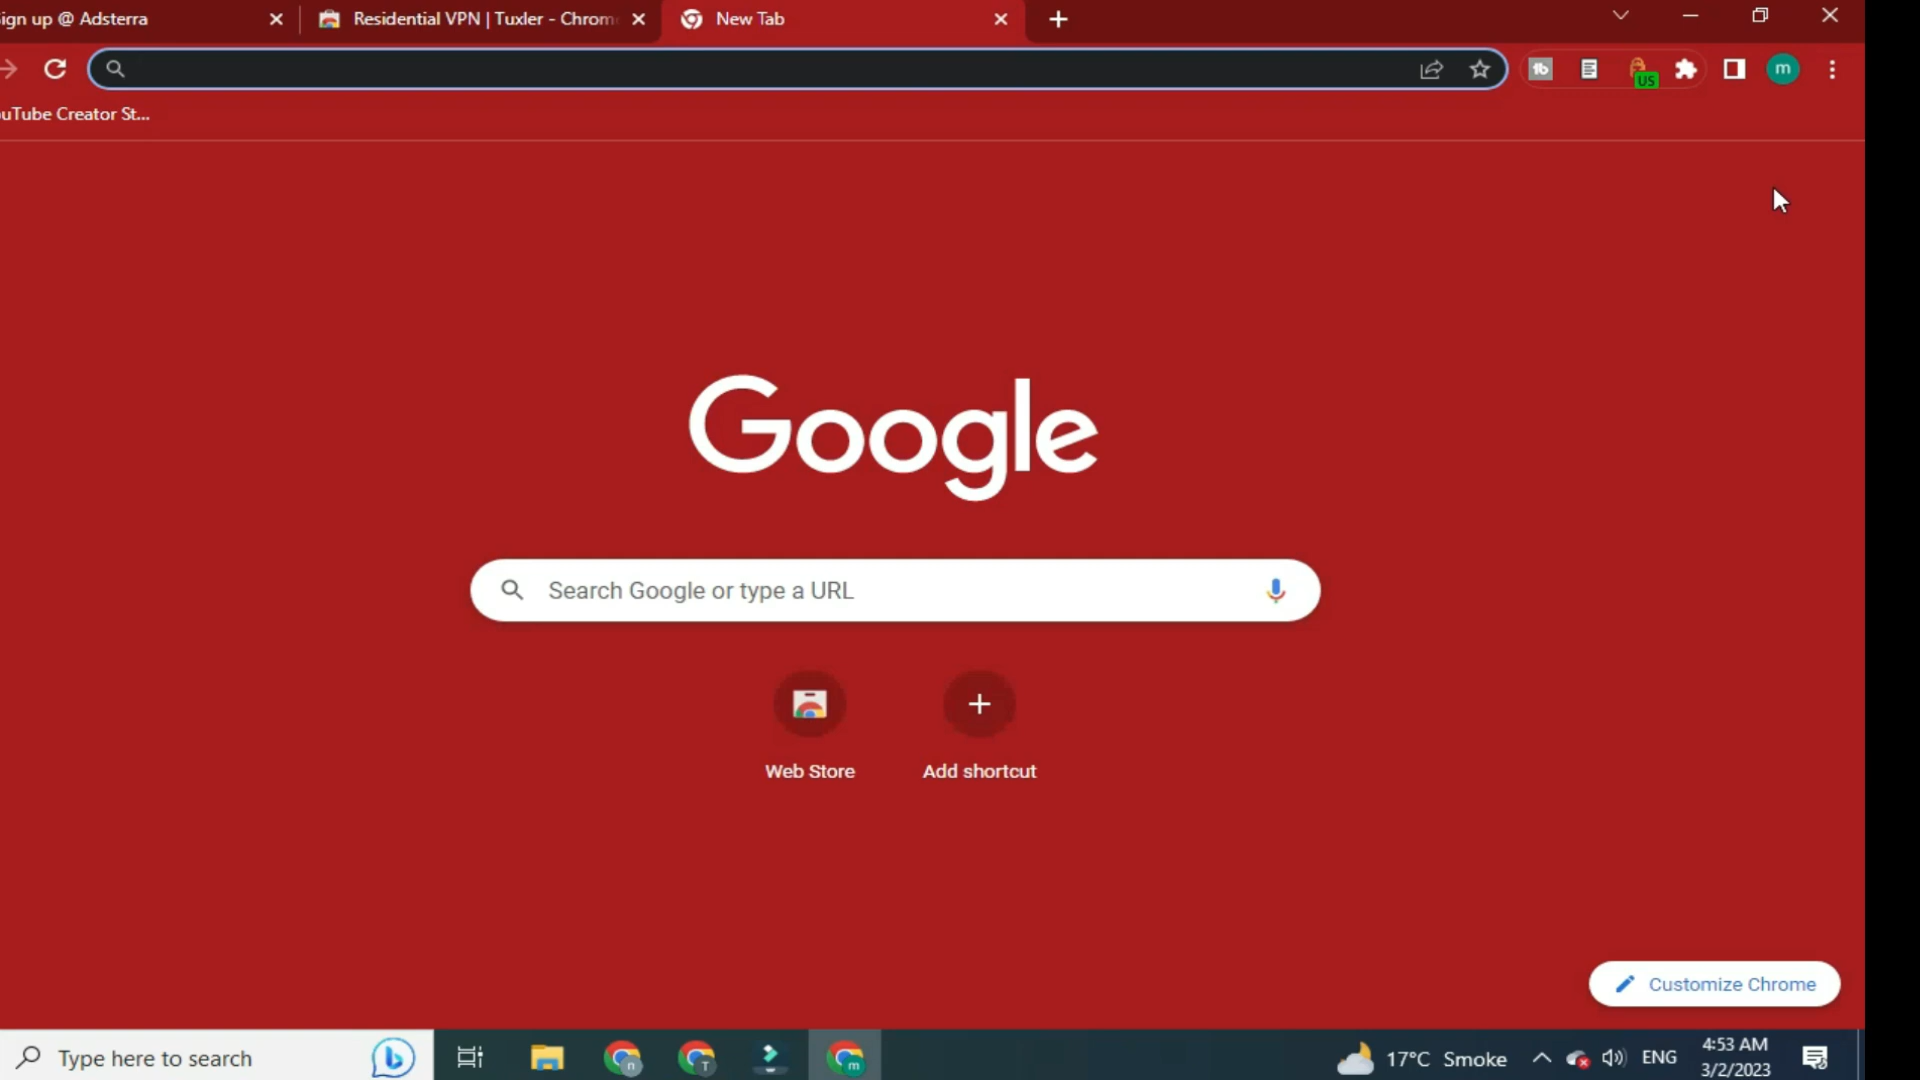 ign up @ Adsterra
Residential VPN | Tuxler - Chrom
New Tab
US
m
uTube Creator St...
Google
Search Google or type a URL
Web Store
Add shortcut
Customize Chrome
Type here to search
n
T
m
17°C Smoke
ENG
4:53 AM
3/2/2023